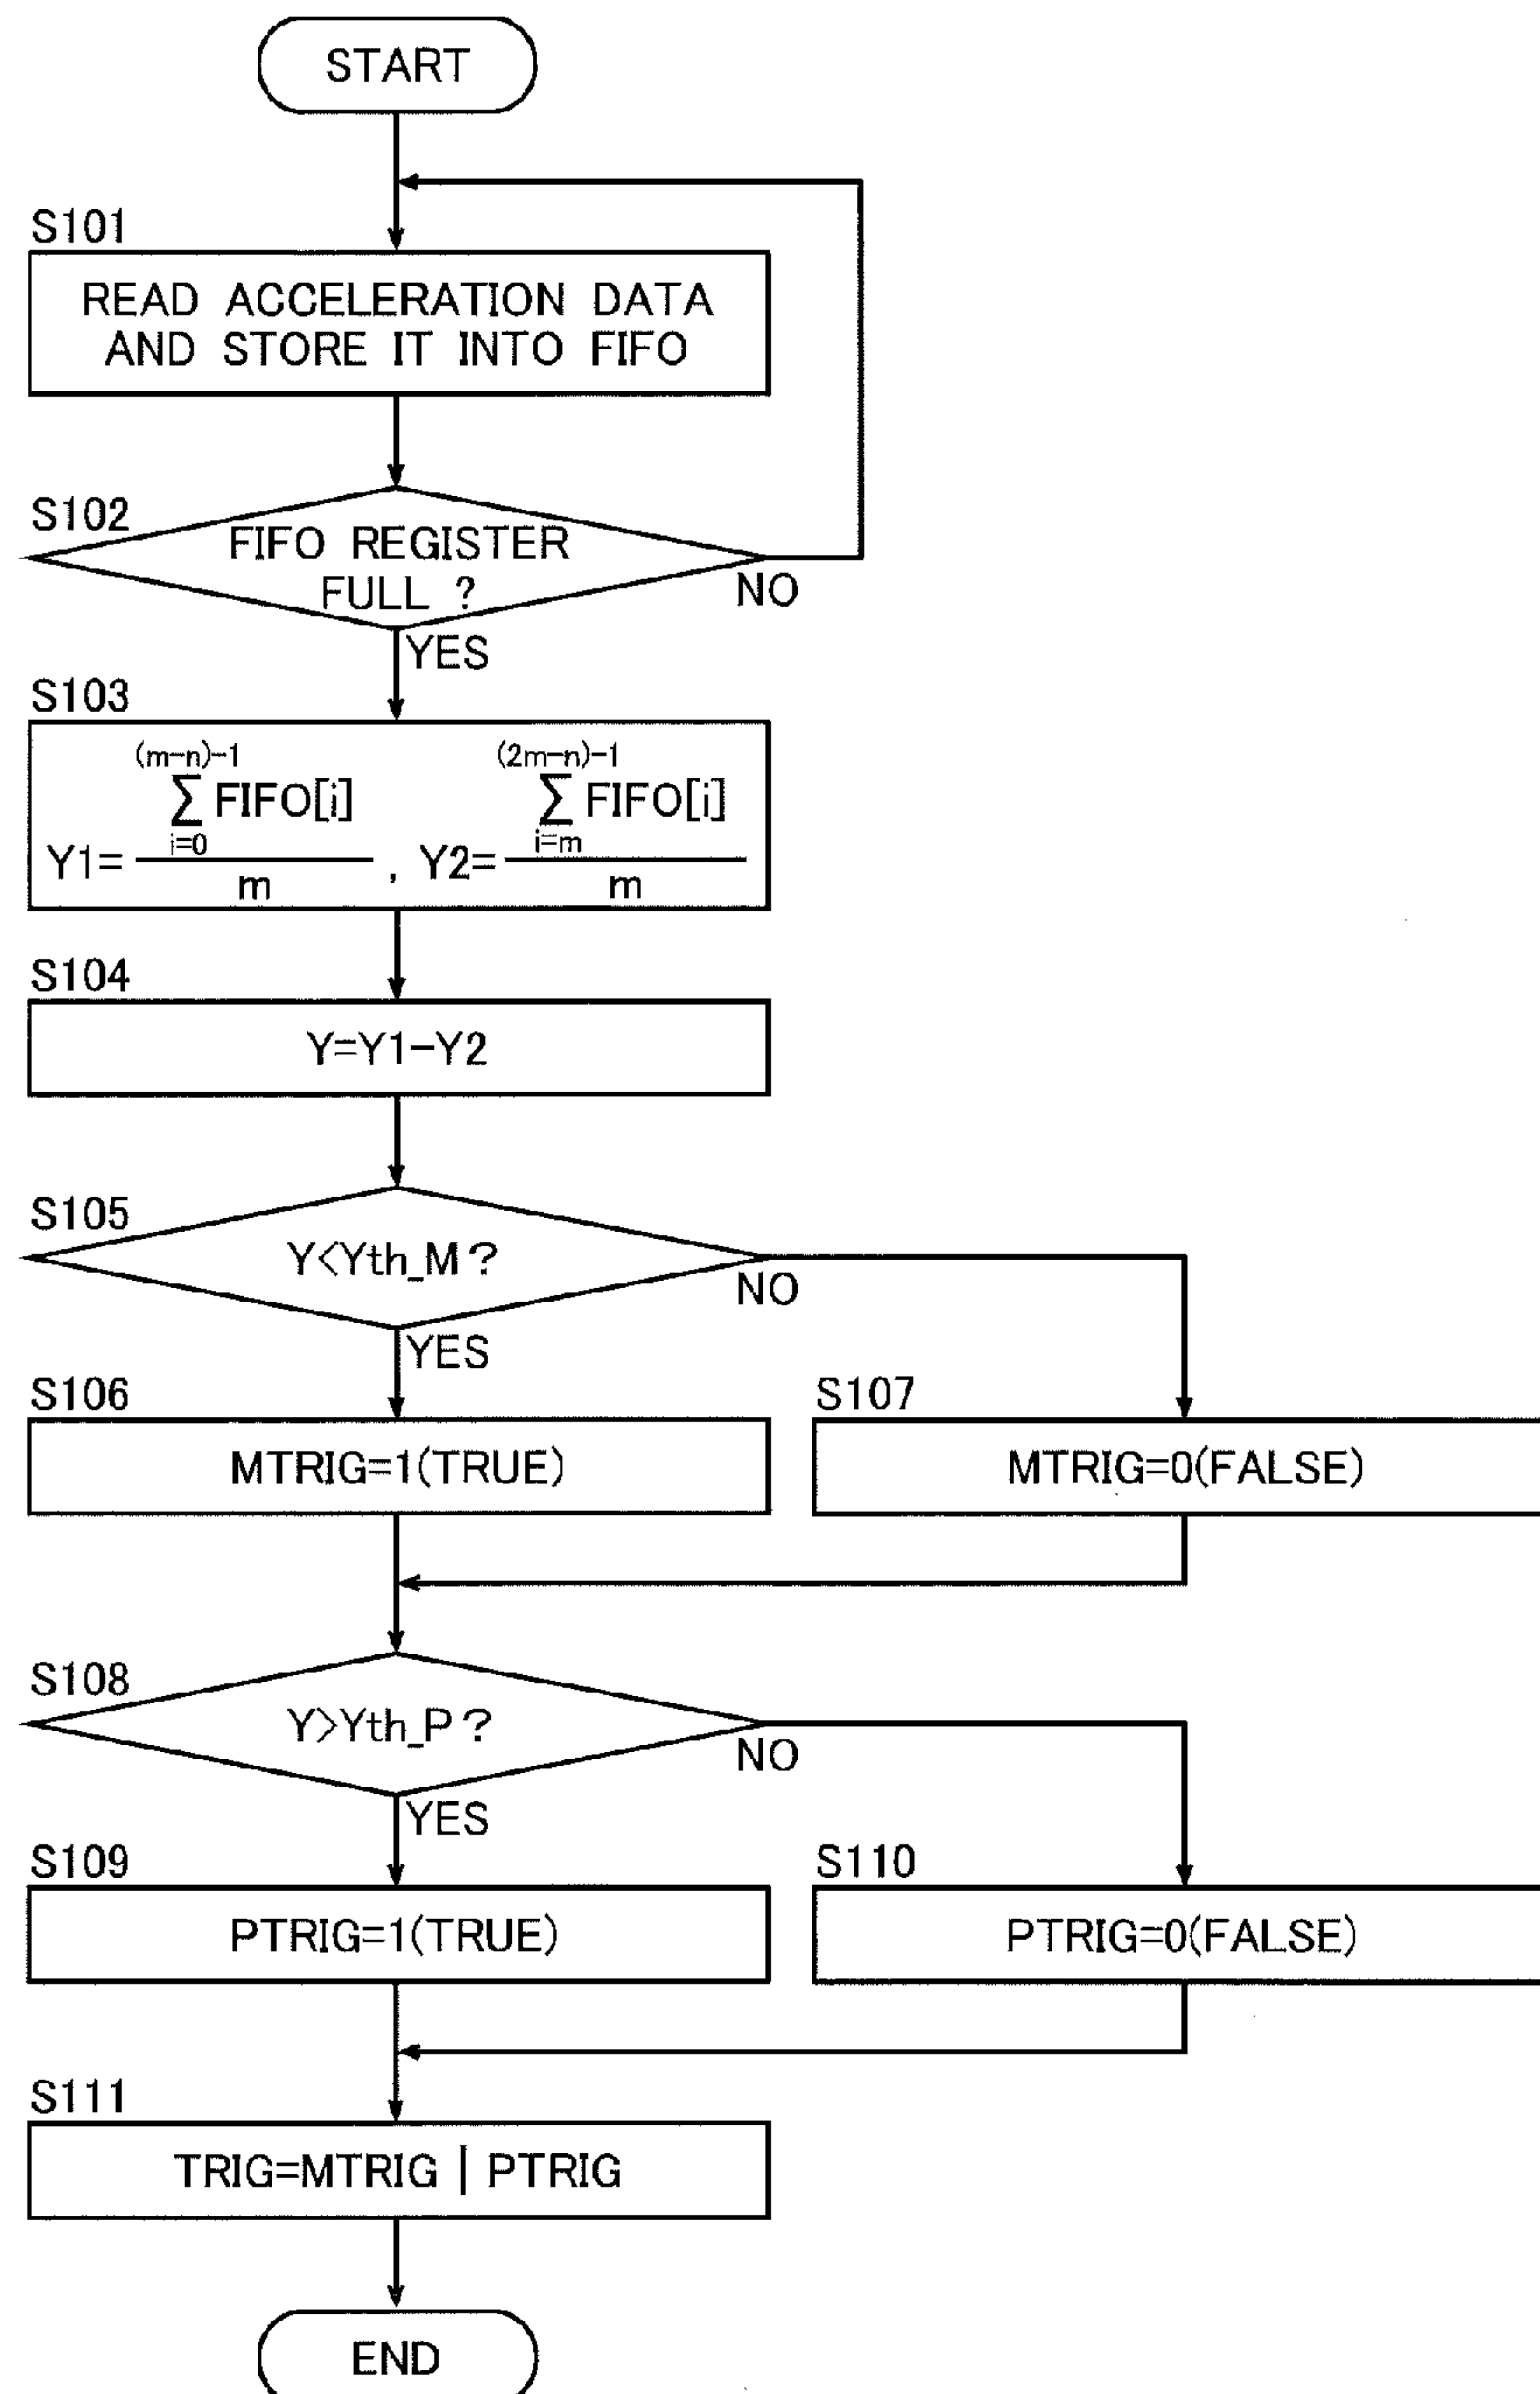 START
S101
READ ACCELERATION DATA
AND STORE IT INTO FIFO
S102
FIFO REGISTER
FULL ?
NO
YES
S103
(m-n)-1
(2m-n)-1
Σ FIFO[i]
Σ FIFO[i]
i=0
i=m
Y1=
, Y2=
m
m
S104
Y=Y1-Y2
S105
Y<Yth_M?
NO
YES
S106
S107
MTRIG=1(TRUE)
MTRIG=0(FALSE)
S108
Y>Yth_P?
NO
YES
S109
S110
PTRIG=1(TRUE)
PTRIG=0(FALSE)
S111
TRIG=MTRIG | PTRIG
END